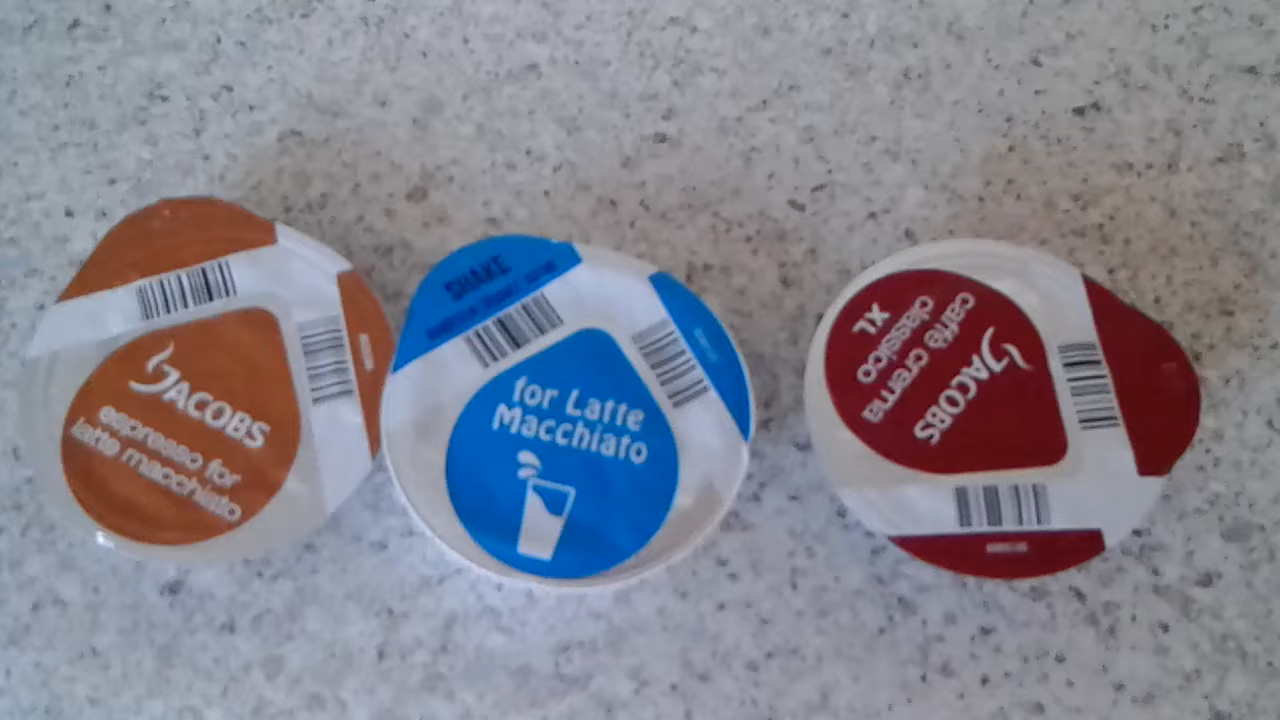 JACOBS
espresso for
latte macchiato
SHAKE
for Latte
Macchiato
JACOBS
caffè crema
classico
XL